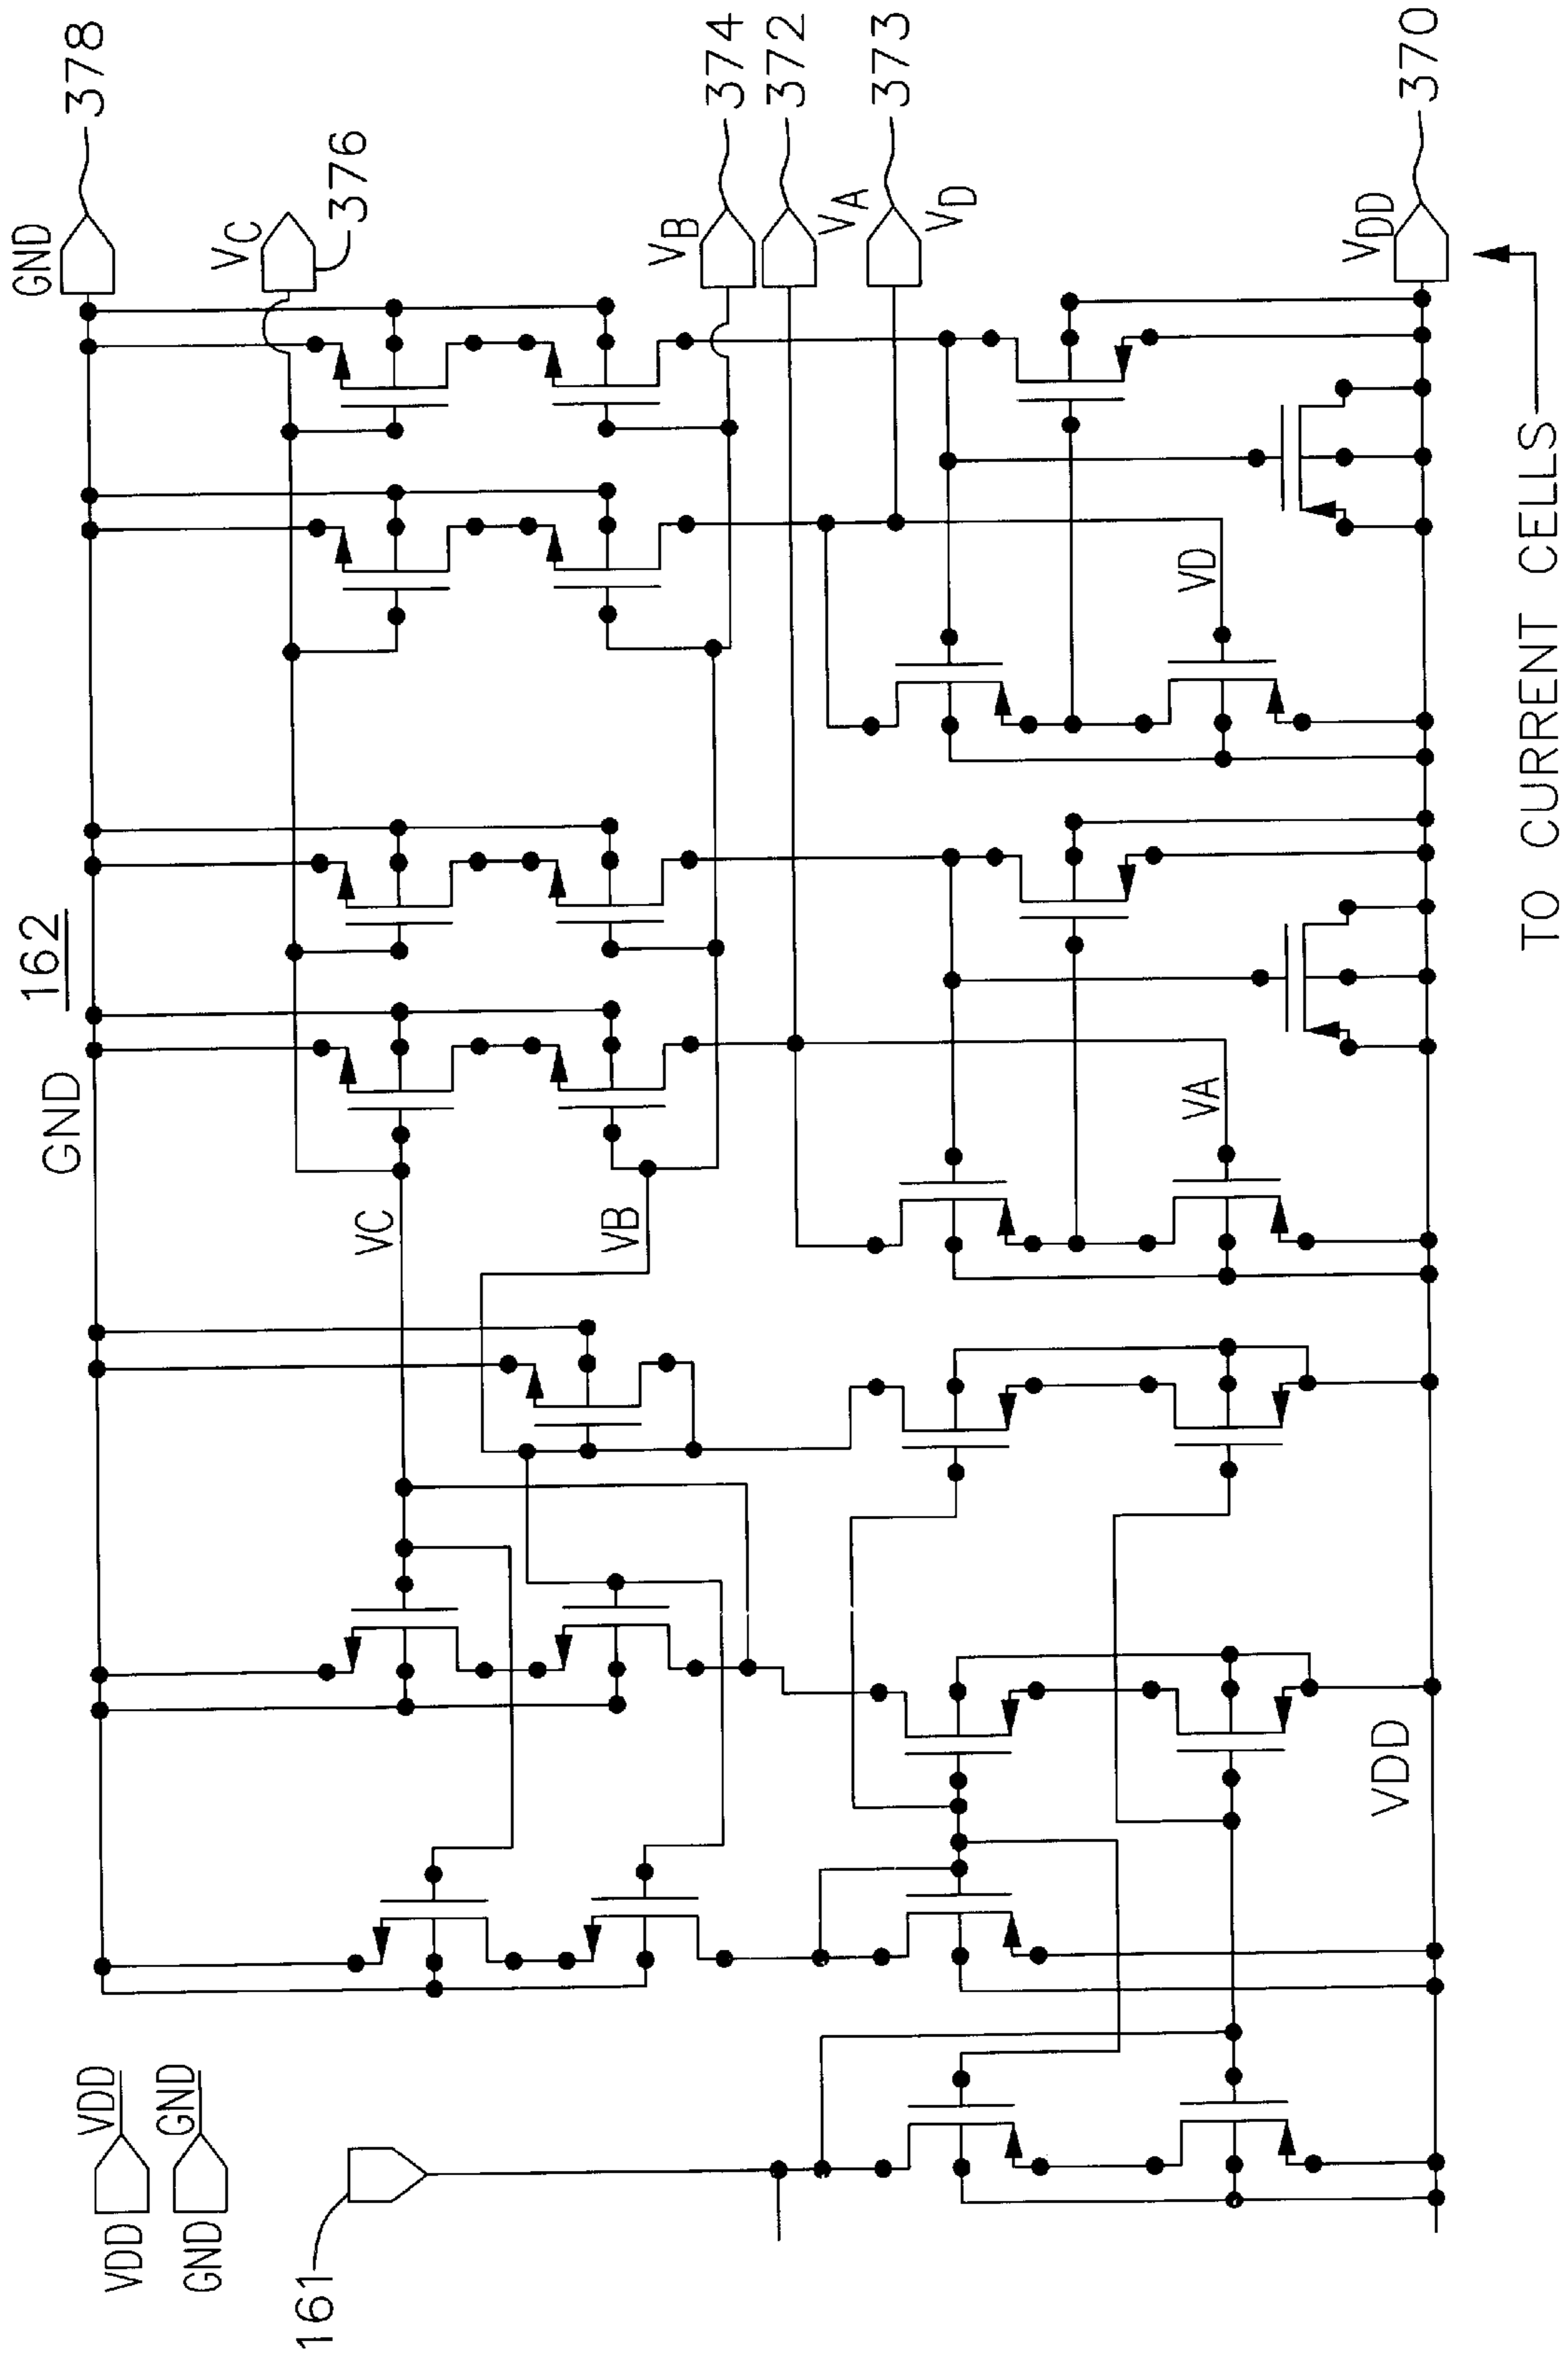 162
VDD
VDD
GND
GND
161
GND
GND
378
VC
VC
376
VB
VB
374
372
VA
373
VD
VA
VD
VDD
VDD
370
TO CURRENT CELLS